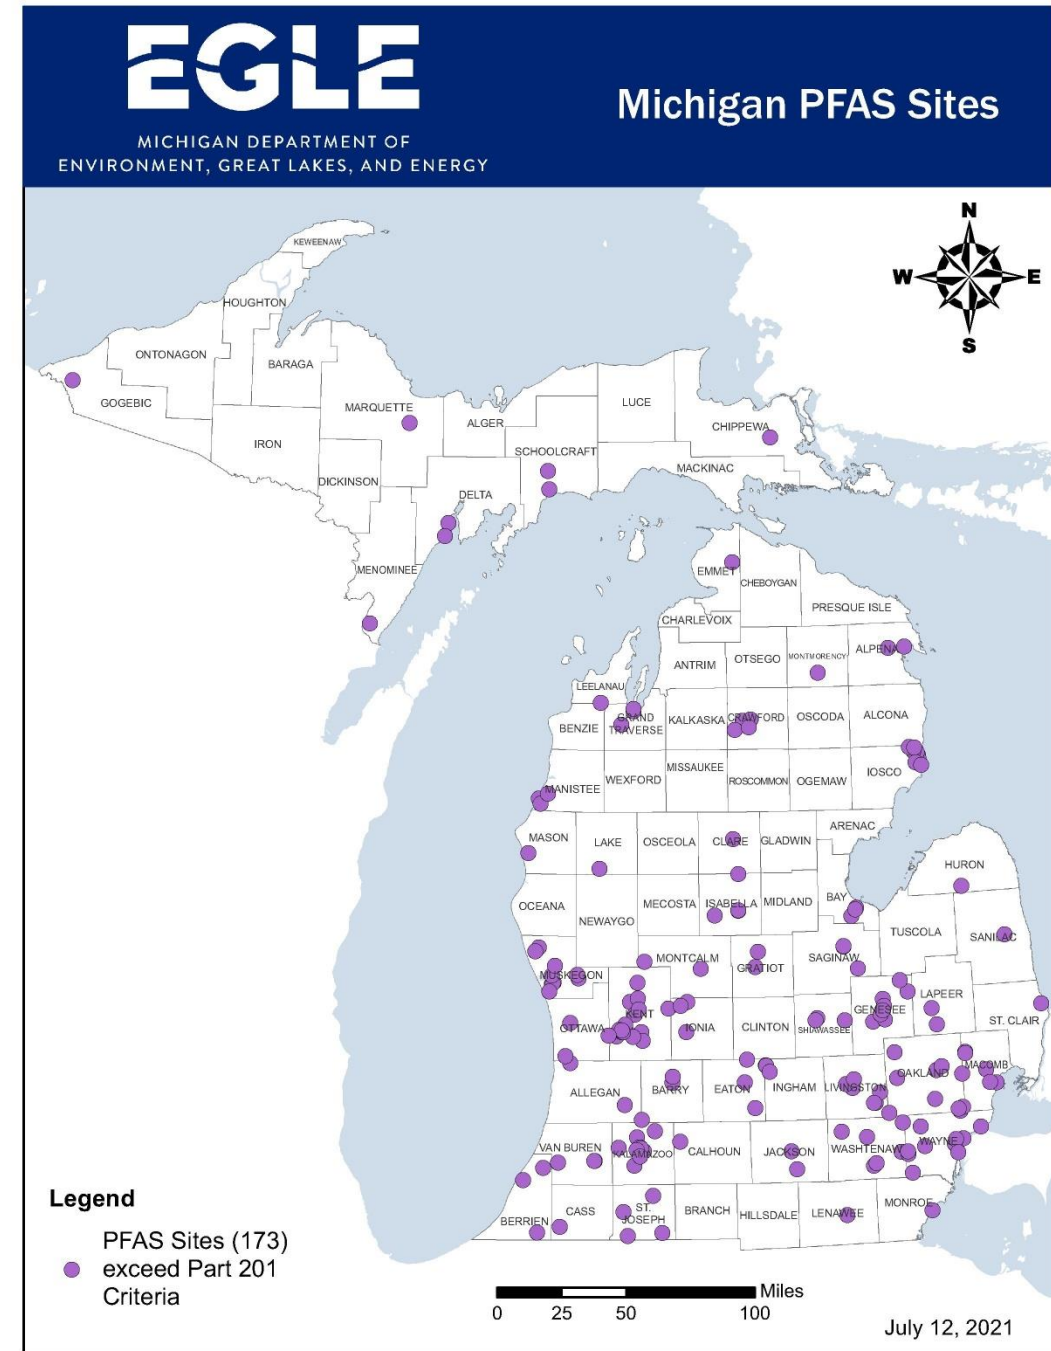 EGLE
MICHIGAN DEPARTMENT OF
ENVIRONMENT, GREAT LAKES, AND ENERGY
Michigan PFAS Sites
N
W E
S
KEWEENAW
HOUGHTON
ONTONAGON
BARAGA
GOGEBIC
MARQUETTE
LUCE
ALGER
CHIPPEWA
IRON
SCHOOLCRAFT
MACKINAC
DICKINSON
DELTA
MENOMINEE
EMMET
CHEBOYGAN
PRESQUE ISLE
CHARLEVOIX
ANTRIM
OTSEGO
MONTMORENCY
ALPENA
LEELANAU
BENZIE
GRAND
TRAVERSE
KALKASKA
CRAWFORD
OSCODA
ALCONA
MANISTEE
WEXFORD
MISSAUKEE
ROSCOMMON
OGEMAW
IOSCO
ARENAC
MASON
LAKE
OSCEOLA
CLARE
GLADWIN
HURON
OCEANA
NEWAYGO
MECOSTA
ISABELLA
MIDLAND
BAY
TUSCOLA
SANILAC
MUSKEGON
MONTCALM
GRATIOT
SAGINAW
LAPEER
GENESEE
ST. CLAIR
OTTAWA
KENT
IONIA
CLINTON
SHIAWASSEE
ALLEGAN
BARRY
EATON
INGHAM
LIVINGSTON
OAKLAND
MACOMB
VAN BUREN
KALAMAZOO
CALHOUN
JACKSON
WASHTENAW
WAYNE
BERRIEN
CASS
ST.
JOSEPH
BRANCH
HILLSDALE
LENAWEE
MONROE
Legend
PFAS Sites (173)
exceed Part 201
Criteria
Miles
0 25 50 100
July 12, 2021